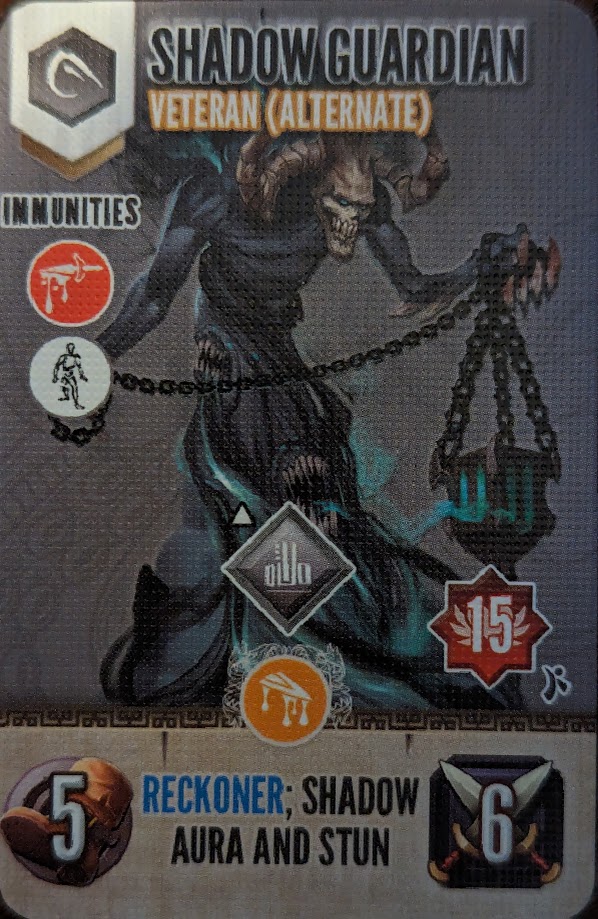 SHADOW GUARDIAN
VETERAN (ALTERNATE)
IMMUNITIES
15
5
RECKONER; SHADOW
AURA AND STUN
6